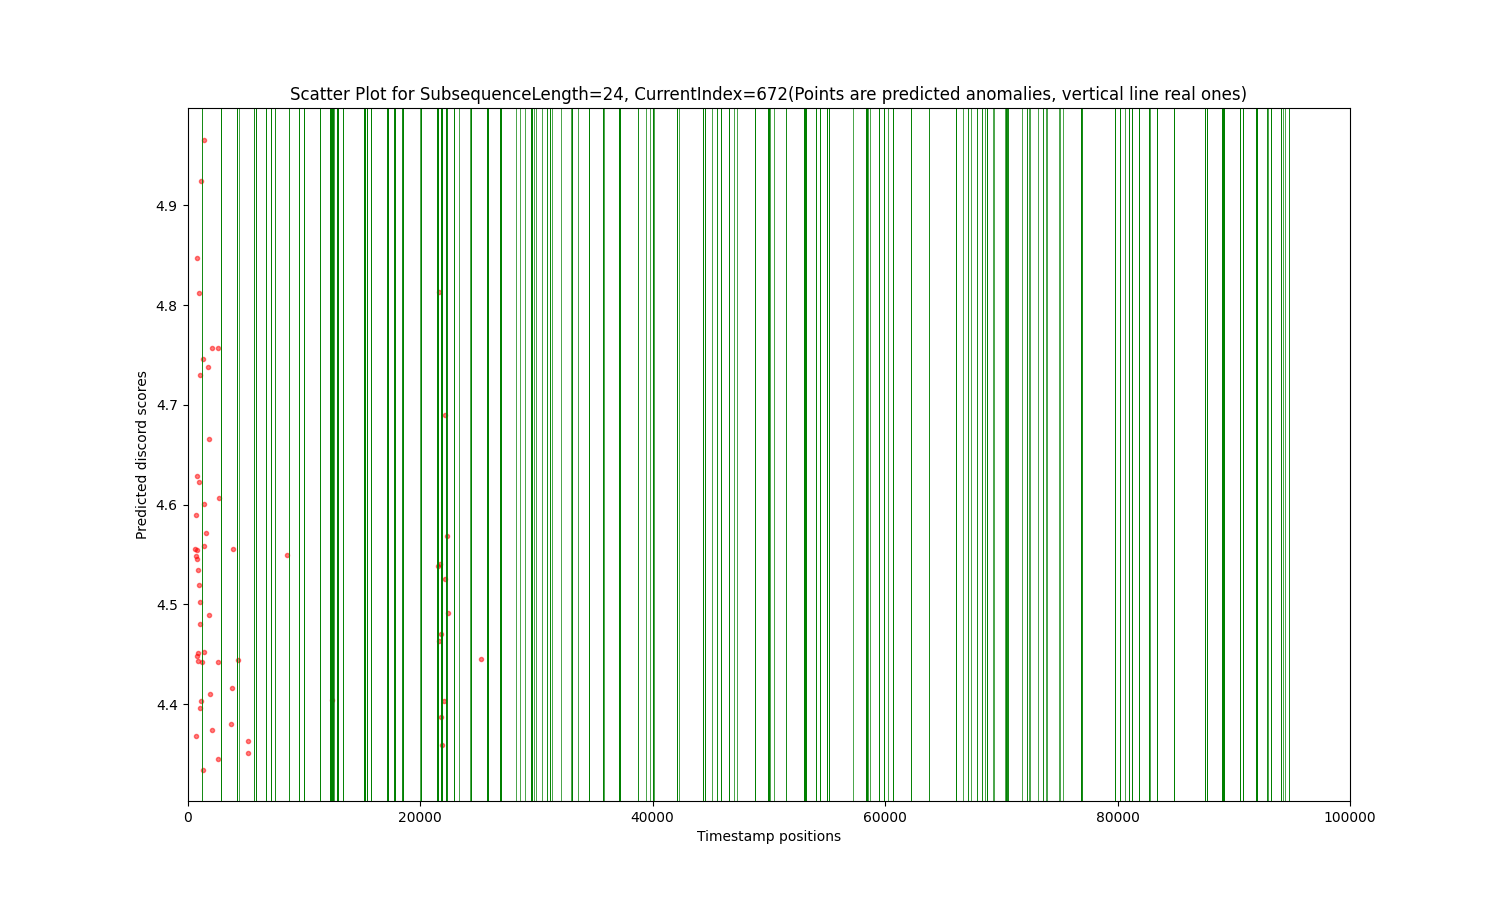 Scatter Plot for SubsequenceLength=24, CurrentIndex=672(Points are predicted anomalies, vertical line real ones)
Predicted discord scores
4.9
4.8
4.7
4.6
4.5
4.4
0 20000 40000 60000 80000 100000
Timestamp positions